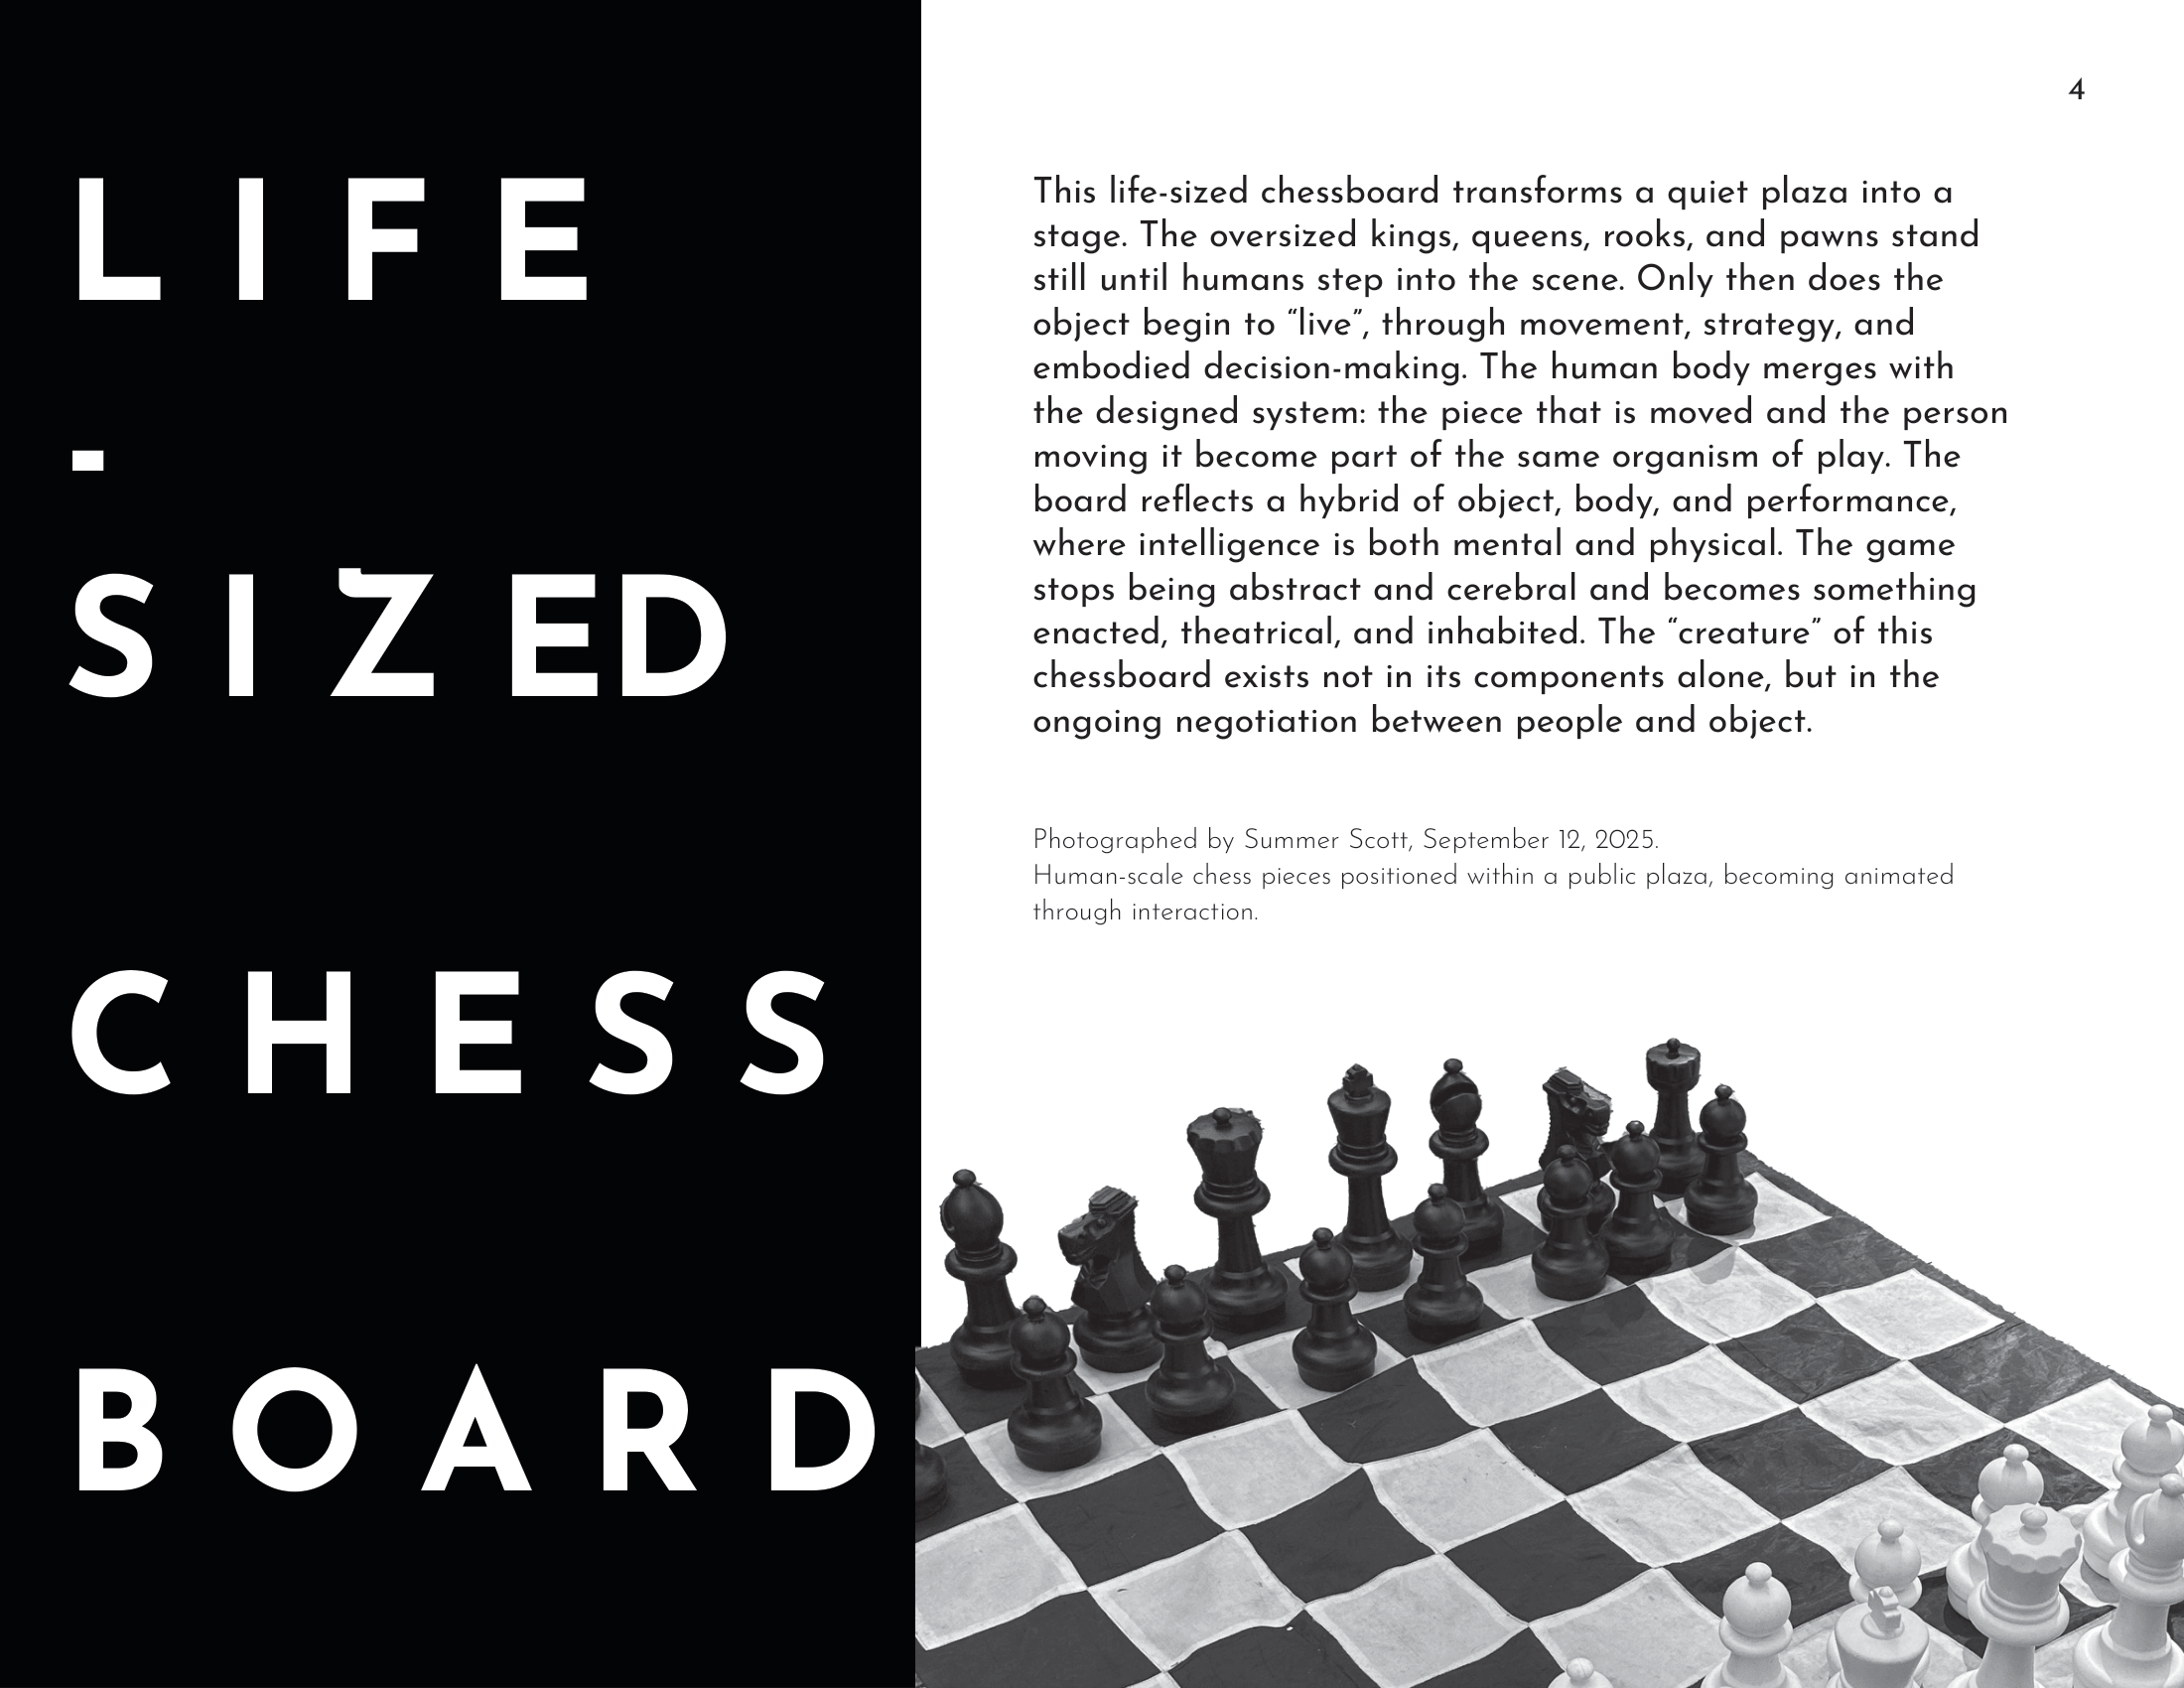 LIFE
-
SIZED
CHESS
BOARD
4
This life-sized chessboard transforms a quiet plaza into a
stage. The oversized kings, queens, rooks, and pawns stand
still until humans step into the scene. Only then does the
object begin to “live”, through movement, strategy, and
embodied decision-making. The human body merges with
the designed system: the piece that is moved and the person
moving it become part of the same organism of play. The
board reflects a hybrid of object, body, and performance,
where intelligence is both mental and physical. The game
stops being abstract and cerebral and becomes something
enacted, theatrical, and inhabited. The “creature” of this
chessboard exists not in its components alone, but in the
ongoing negotiation between people and object.
Photographed by Summer Scott, September 12, 2025.
Human-scale chess pieces positioned within a public plaza, becoming animated
through interaction.